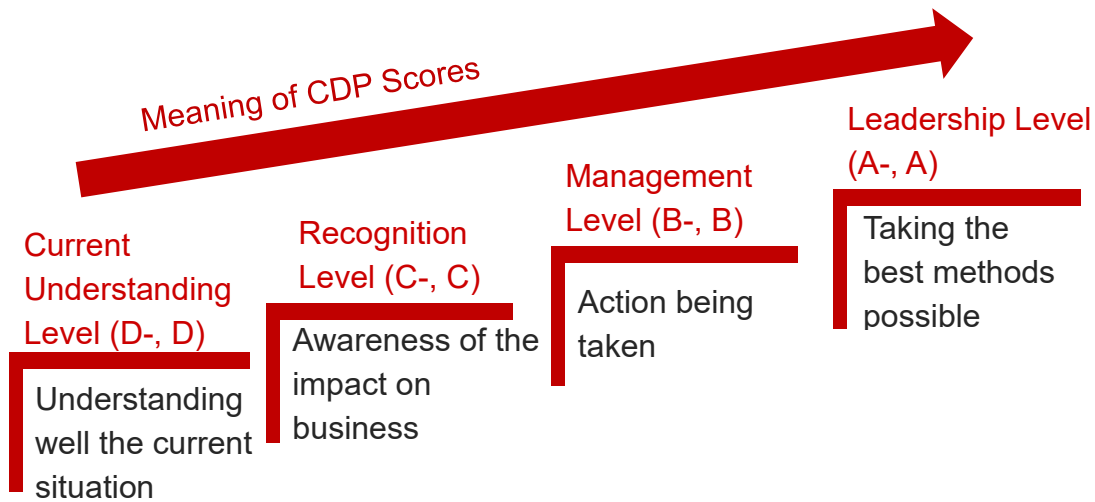 Meaning of CDP Scores
Current
Understanding
Level (D-, D)
Understanding
well the current
situation
Recognition
Level (C-, C)
Awareness of the
impact on
business
Management
Level (B-, B)
Action being
taken
Leadership Level
(A-, A)
Taking the
best methods
possible